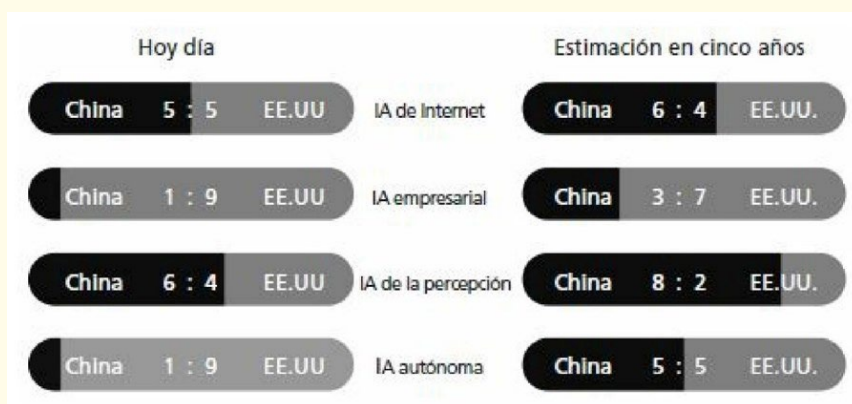 Hoy día Estimación en cinco años
China 5 : 5 EE.UU IA de Internet China 6 : 4 EE.UU.
China 1 : 9 EE.UU IA empresarial China 3 : 7 EE.UU.
China 6 : 4 EE.UU IA de la percepción China 8 : 2 EE.UU.
China 1 : 9 EE.UU IA autónoma China 5 : 5 EE.UU.